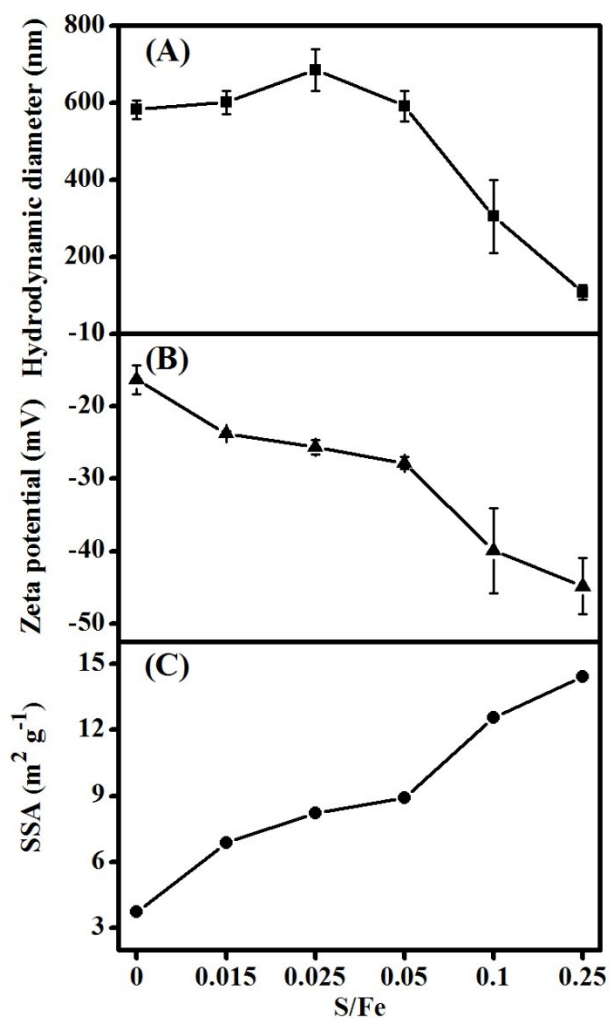 800
(A)
600
400
200
Hydrodynamic diameter (nm)
-10
(B)
-20
-30
-40
-50
Zeta potential (mV)
15
(C)
12
9
6
3
SSA (m² g⁻¹)
0 0.015 0.025 0.05 0.1 0.25
S/Fe